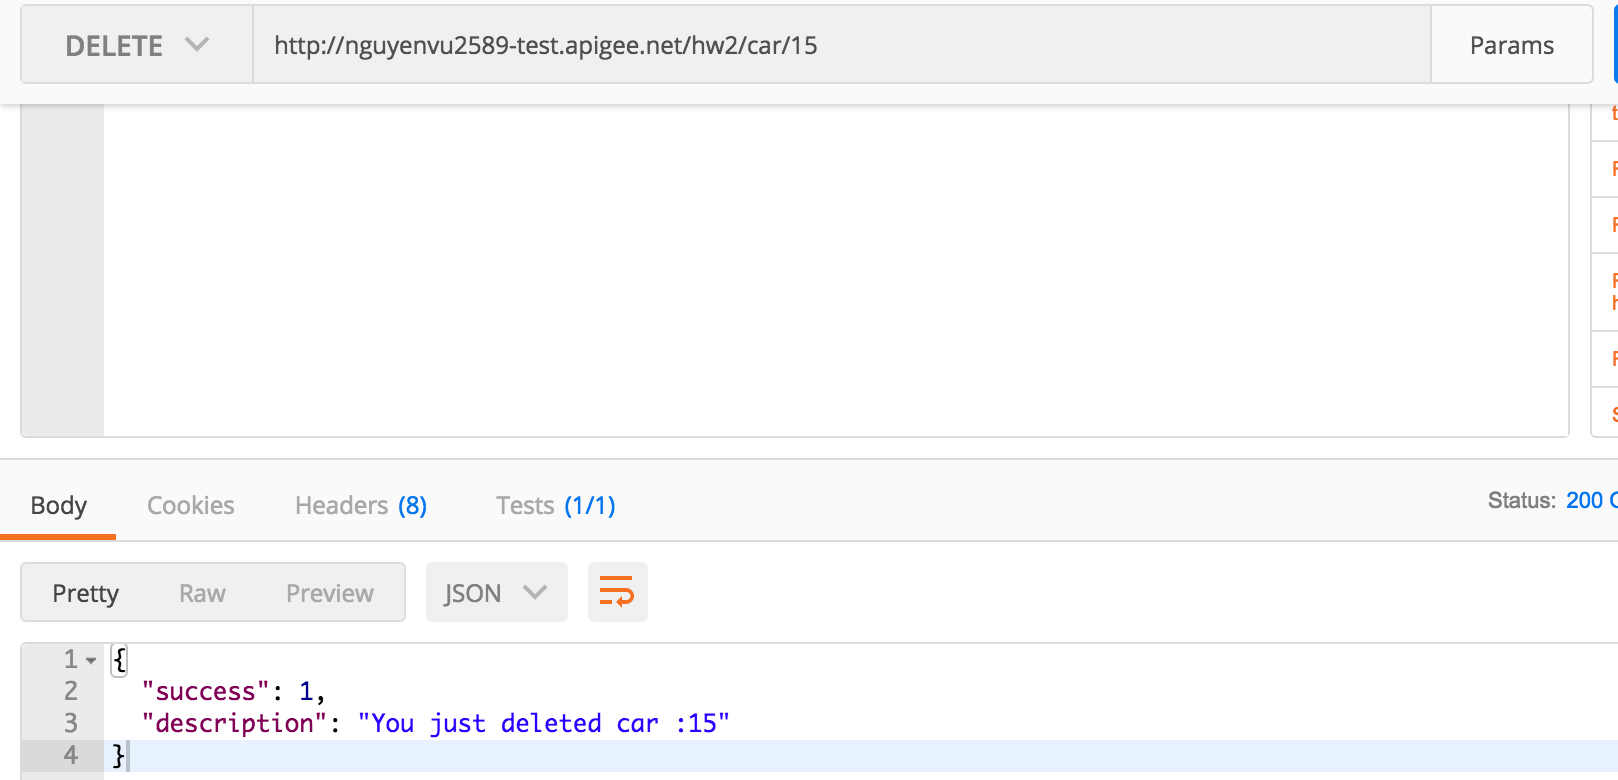 DELETE http://nguyenvu2589-test.apigee.net/hw2/car/15 Params
Body Cookies Headers (8) Tests (1/1) Status: 200
Pretty Raw Preview JSON
1 {
2 "success": 1,
3 "description": "You just deleted car :15"
4 }